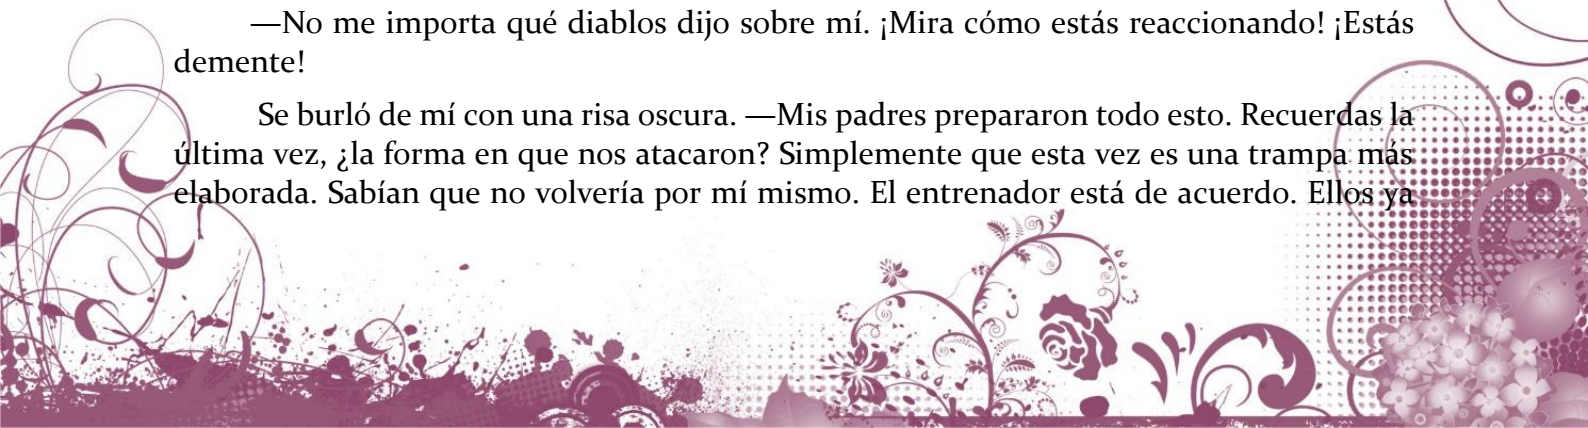 —No me importa qué diablos dijo sobre mí. ¡Mira cómo estás reaccionando! ¡Estás
demente!
Se burló de mí con una risa oscura. —Mis padres prepararon todo esto. Recuerdas la
última vez, ¿la forma en que nos atacaron? Simplemente que esta vez es una trampa más
elaborada. Sabían que no volvería por mí mismo. El entrenador está de acuerdo. Ellos ya